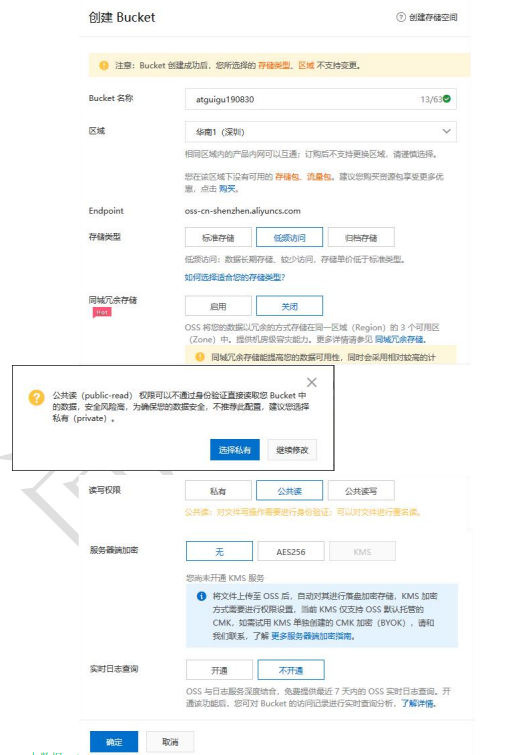 创建 Bucket
创建存储空间
注意：Bucket 创建成功后，您所选择的 存储类型、区域 不支持变更。
Bucket 名称
atguigu190830
13/63
区域
华南1（深圳）
相同区域内的产品内网可以互通；订购后不支持更换区域，请谨慎选择。
您在该区域下没有可用的 存储包、流量包。建议您购买资源包享受更多优
惠，点击 购买。
Endpoint
oss-cn-shenzhen.aliyuncs.com
存储类型
标准存储
低频访问
归档存储
低频访问：数据长期存储、较少访问，存储单价低于标准类型。
如何选择适合您的存储类型?
同城冗余存储
Hot
启用
关闭
OSS 将您的数据以冗余的方式存储在同一区域（Region）的 3 个可用区
（Zone）中。提供机房级容灾能力。更多详情请参见 同城冗余存储。
同城冗余存储能提高您的数据可用性，同时会采用相对较高的计
公共读（public-read） 权限可以不通过身份验证直接读取您 Bucket 中
的数据，安全风险高，为确保您的数据安全，不推荐此配置，建议您选择
私有（private）。
选择私有
继续修改
读写权限
私有
公共读
公共读写
公共读：对文件写操作需要进行身份验证；可以对文件进行匿名读。
服务器端加密
无
AES256
KMS
您尚未开通 KMS 服务
将文件上传至 OSS 后，自动对其进行落盘加密存储，KMS 加密
方式需要进行权限设置，当前 KMS 仅支持 OSS 默认托管的
CMK，如需试用 KMS 单独创建的 CMK 加密（BYOK），请和
我们联系，了解 更多服务器端加密指南。
实时日志查询
开通
不开通
OSS 与日志服务深度结合，免费提供最近 7 天内的 OSS 实时日志查询。开
通该功能后，您可对 Bucket 的访问记录进行实时查询分析，了解详情。
确定
取消